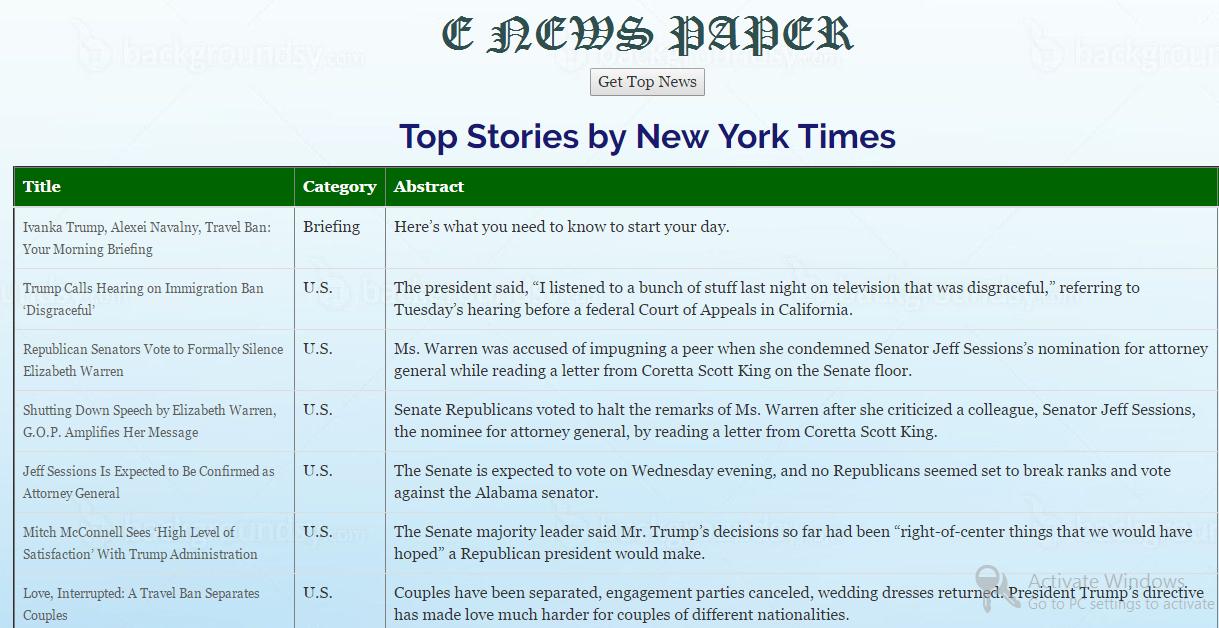 E NEWS PAPER
Get Top News
Top Stories by New York Times
Title Category Abstract
Ivanka Trump, Alexei Navalny, Travel Ban: Briefing Here’s what you need to know to start your day.
Your Morning Briefing
Trump Calls Hearing on Immigration Ban U.S. The president said, “I listened to a bunch of stuff last night on television that was disgraceful,” referring to
‘Disgraceful’ Tuesday’s hearing before a federal Court of Appeals in California.
Republican Senators Vote to Formally Silence U.S. Ms. Warren was accused of impugning a peer when she condemned Senator Jeff Sessions’s nomination for attorney
Elizabeth Warren general while reading a letter from Coretta Scott King on the Senate floor.
Shutting Down Speech by Elizabeth Warren, U.S. Senate Republicans voted to halt the remarks of Ms. Warren after she criticized a colleague, Senator Jeff Sessions,
G.O.P. Amplifies Her Message the nominee for attorney general, by reading a letter from Coretta Scott King.
Jeff Sessions Is Expected to Be Confirmed as U.S. The Senate is expected to vote on Wednesday evening, and no Republicans seemed set to break ranks and vote
Attorney General against the Alabama senator.
Mitch McConnell Sees ‘High Level of U.S. The Senate majority leader said Mr. Trump’s decisions so far had been “right-of-center things that we would have
Satisfaction’ With Trump Administration hoped” a Republican president would make.
Love, Interrupted: A Travel Ban Separates U.S. Couples have been separated, engagement parties canceled, wedding dresses returned. President Trump’s directive
Couples has made love much harder for couples of different nationalities.
Activate Windows
Go to PC settings to activate
backgroundsy.com